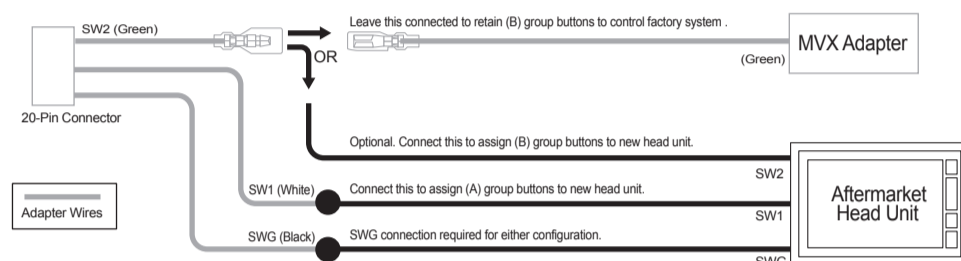 Leave this connected to retain (B) group buttons to control factory system .
SW2 (Green)
MVX Adapter
OR
(Green)
20-Pin Connector
Optional. Connect this to assign (B) group buttons to new head unit.
SW2
SW1 (White)
Connect this to assign (A) group buttons to new head unit.
Adapter Wires
Aftermarket
Head Unit
SW1
SWG (Black)
SWG connection required for either configuration.
SWG